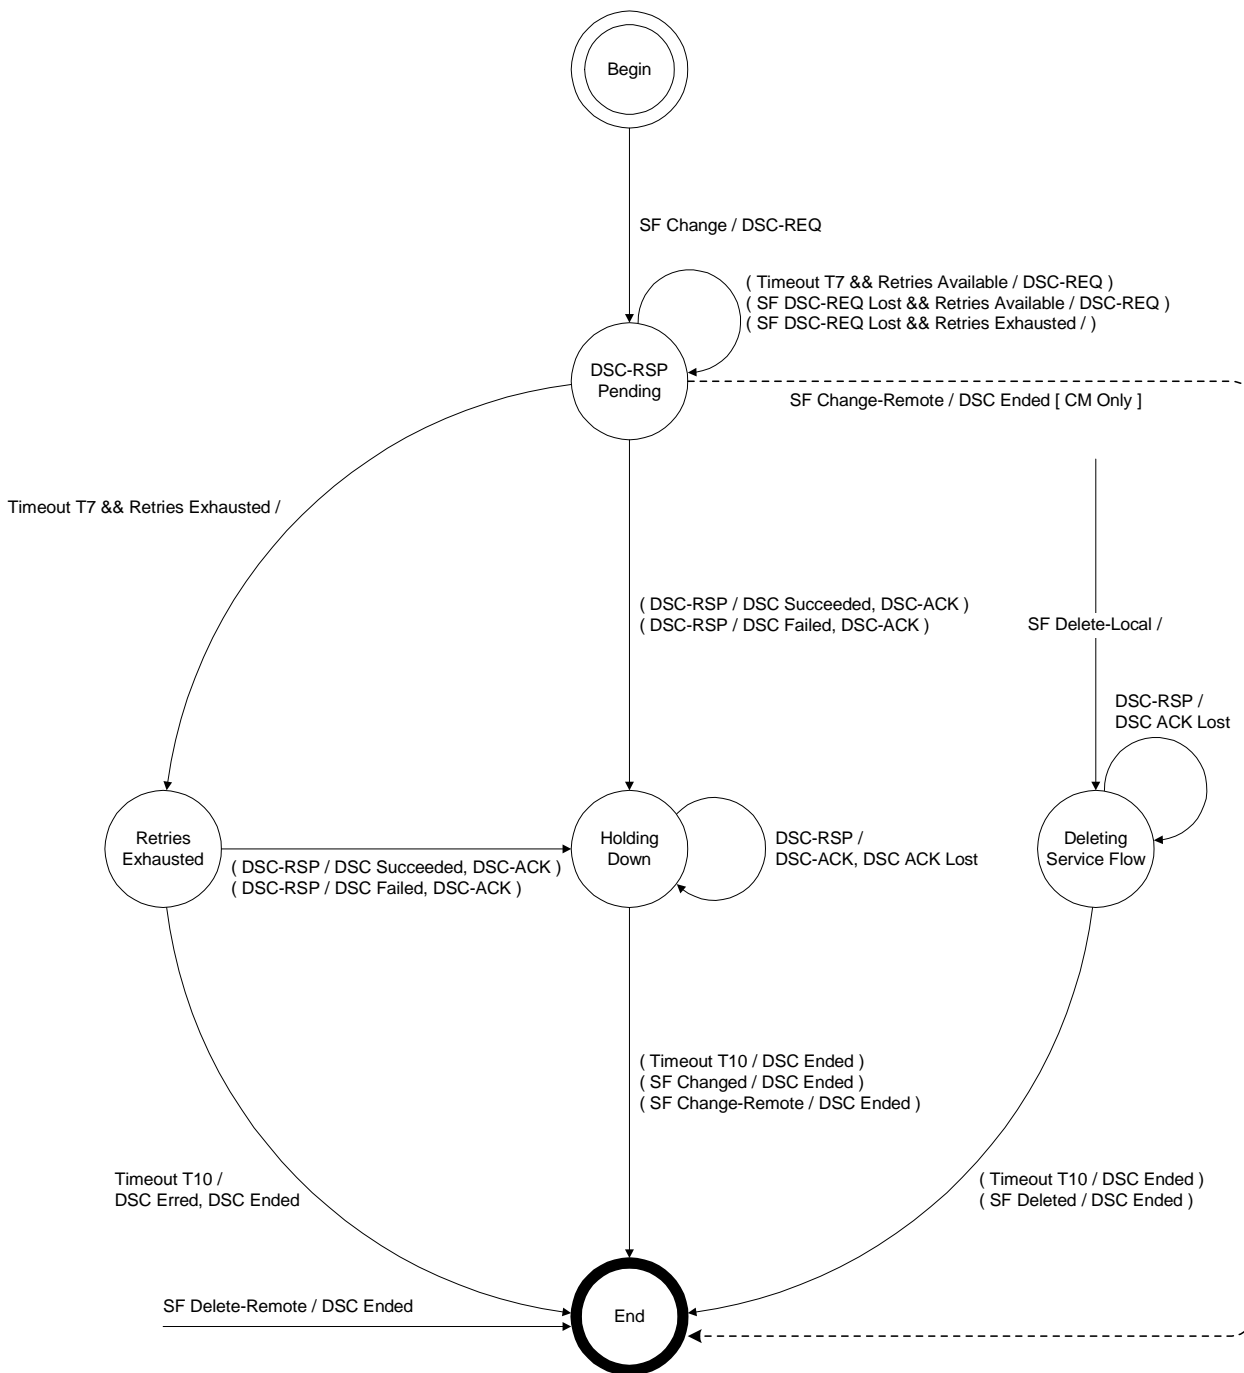 Begin
SF Change / DSC-REQ
( Timeout T7 && Retries Available / DSC-REQ )
( SF DSC-REQ Lost && Retries Available / DSC-REQ )
( SF DSC-REQ Lost && Retries Exhausted / )
DSC-RSP
Pending
SF Change-Remote / DSC Ended [ CM Only ]
Timeout T7 && Retries Exhausted /
( DSC-RSP / DSC Succeeded, DSC-ACK )
( DSC-RSP / DSC Failed, DSC-ACK )
SF Delete-Local /
DSC-RSP /
DSC ACK Lost
Retries
Exhausted
( DSC-RSP / DSC Succeeded, DSC-ACK )
( DSC-RSP / DSC Failed, DSC-ACK )
Holding
Down
DSC-RSP /
DSC-ACK, DSC ACK Lost
Deleting
Service Flow
( Timeout T10 / DSC Ended )
( SF Changed / DSC Ended )
( SF Change-Remote / DSC Ended )
Timeout T10 /
DSC Erred, DSC Ended
( Timeout T10 / DSC Ended )
( SF Deleted / DSC Ended )
SF Delete-Remote / DSC Ended
End